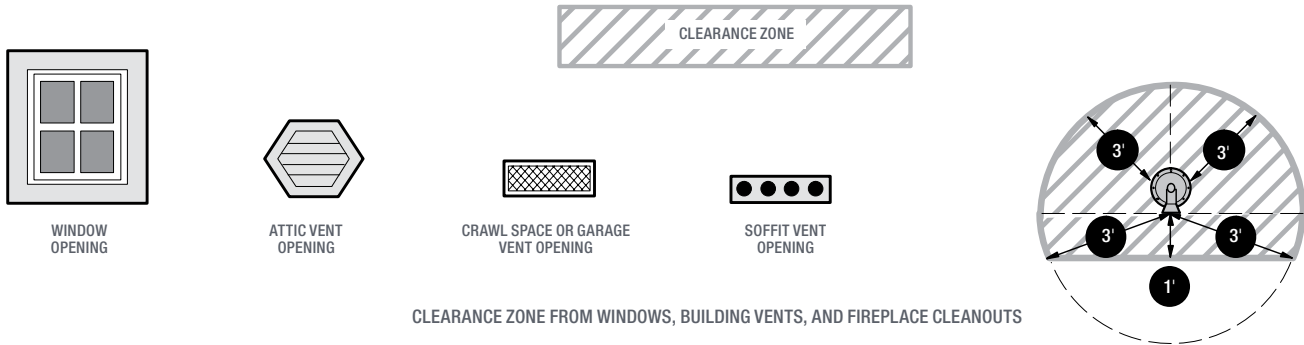 CLEARANCE ZONE
WINDOW
OPENING
ATTIC VENT
OPENING
CRAWL SPACE OR GARAGE
VENT OPENING
SOFFIT VENT
OPENING
3'
3'
3'
3'
1'
CLEARANCE ZONE FROM WINDOWS, BUILDING VENTS, AND FIREPLACE CLEANOUTS